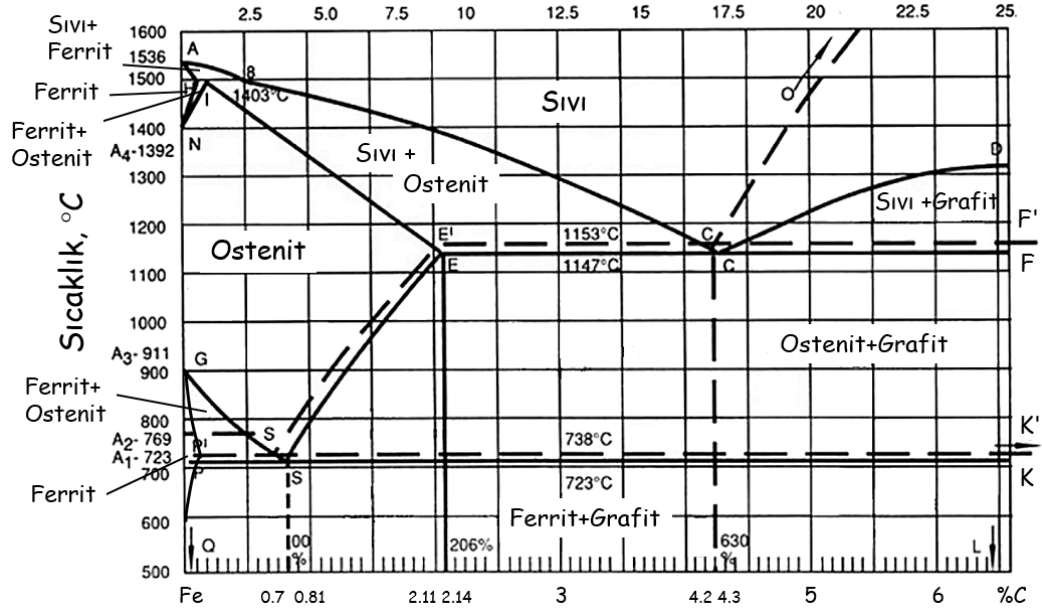 2.5 5.0 7.5 10 12.5 15 17.5 20 22.5 25.
Sıvı+
Ferrit
Ferrit
Ferrit+
Ostenit
Sıcaklık, °C
1600
1536
1500
1400
A4-1392
1300
1200
1100
1000
A3-911
900
800
A2-769
A1-723
700
600
500
A
8
H
I
1403°C
N
Sıvı
O
Sıvı +
Ostenit
D
Sıvı +Grafit
Ostenit
E'
1153°C
C
F'
E
1147°C
C
F
Ostenit+Grafit
G
Ferrit+
Ostenit
S
738°C
K'
P'
P
S
723°C
K
Ferrit
Ferrit+Grafit
Q
00
%
206%
630
%
L
Fe 0.7 0.81 2.11 2.14 3 4.2 4.3 5 6 %C